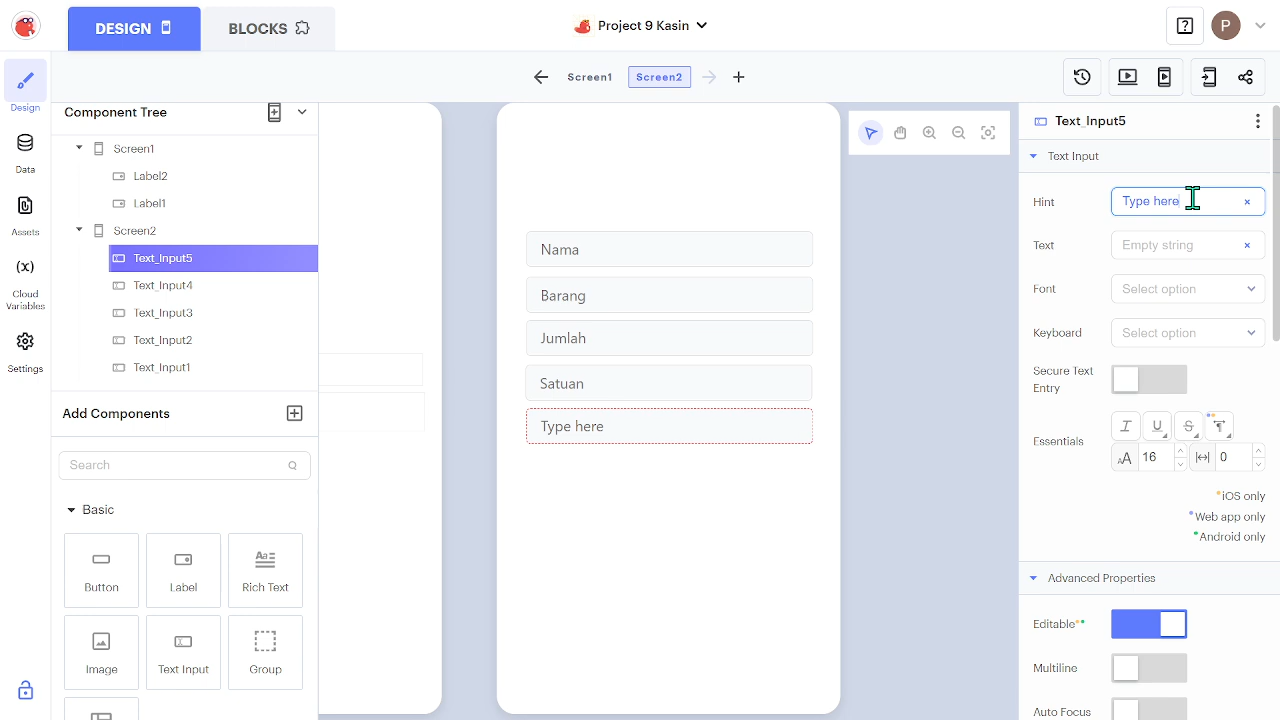 DESIGN
BLOCKS
Project 9 Kasin
P
Screen1
Screen2
Design
Data
Assets
(x)
Cloud
Variables
Settings
Component Tree
Screen1
Label2
Label1
Screen2
Text_Input5
Text_Input4
Text_Input3
Text_Input2
Text_Input1
Add Components
Search
Basic
Button
Label
Aa
Rich Text
Image
Text Input
Group
Nama
Barang
Jumlah
Satuan
Type here
Text_Input5
Text Input
Hint
Type here
Text
Empty string
Font
Select option
Keyboard
Select option
Secure Text
Entry
Essentials
I U S ¶
AA 16 0
*iOS only
*Web app only
*Android only
Advanced Properties
Editable**
Multiline
Auto Focus